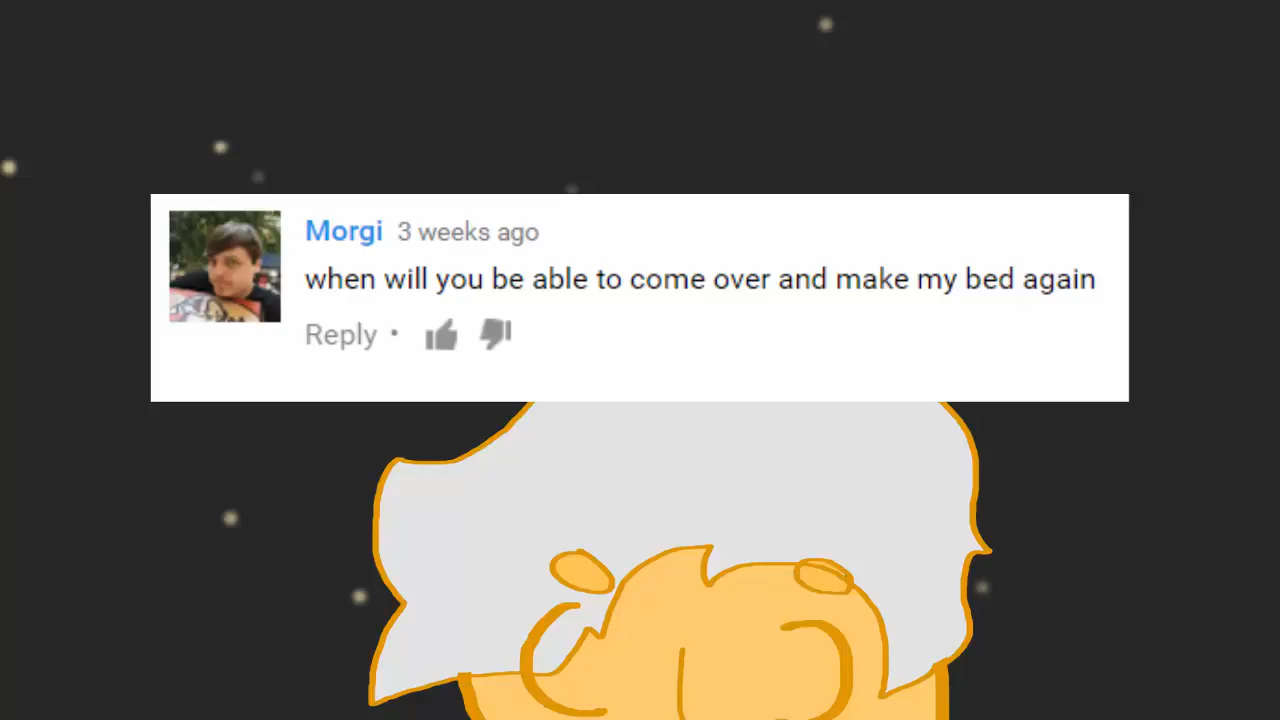 Morgi 3 weeks ago
when will you be able to come over and make my bed again
Reply •